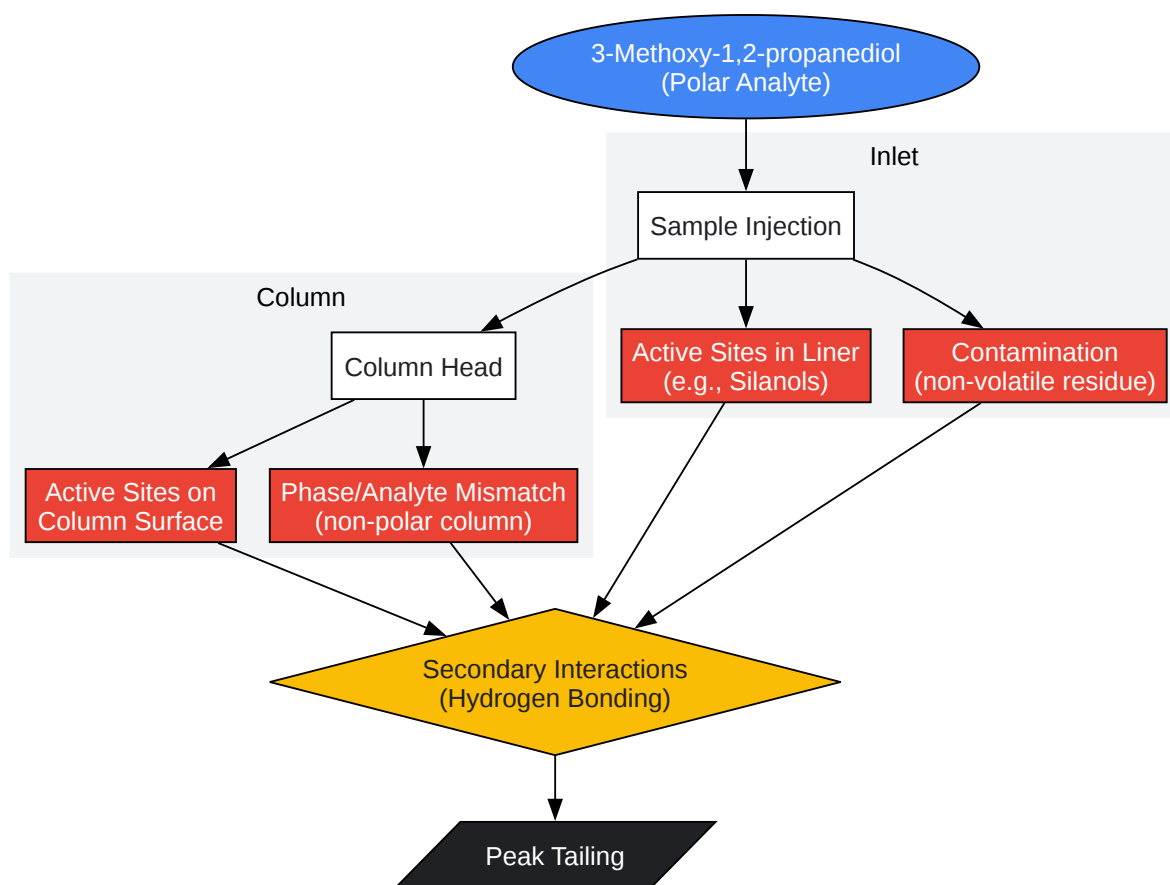 3-Methoxy-1,2-propanediol
(Polar Analyte)
Inlet
Sample Injection
Column
Column Head
Active Sites in Liner
(e.g., Silanols)
Contamination
(non-volatile residue)
Active Sites on
Column Surface
Phase/Analyte Mismatch
(non-polar column)
Secondary Interactions
(Hydrogen Bonding)
Peak Tailing